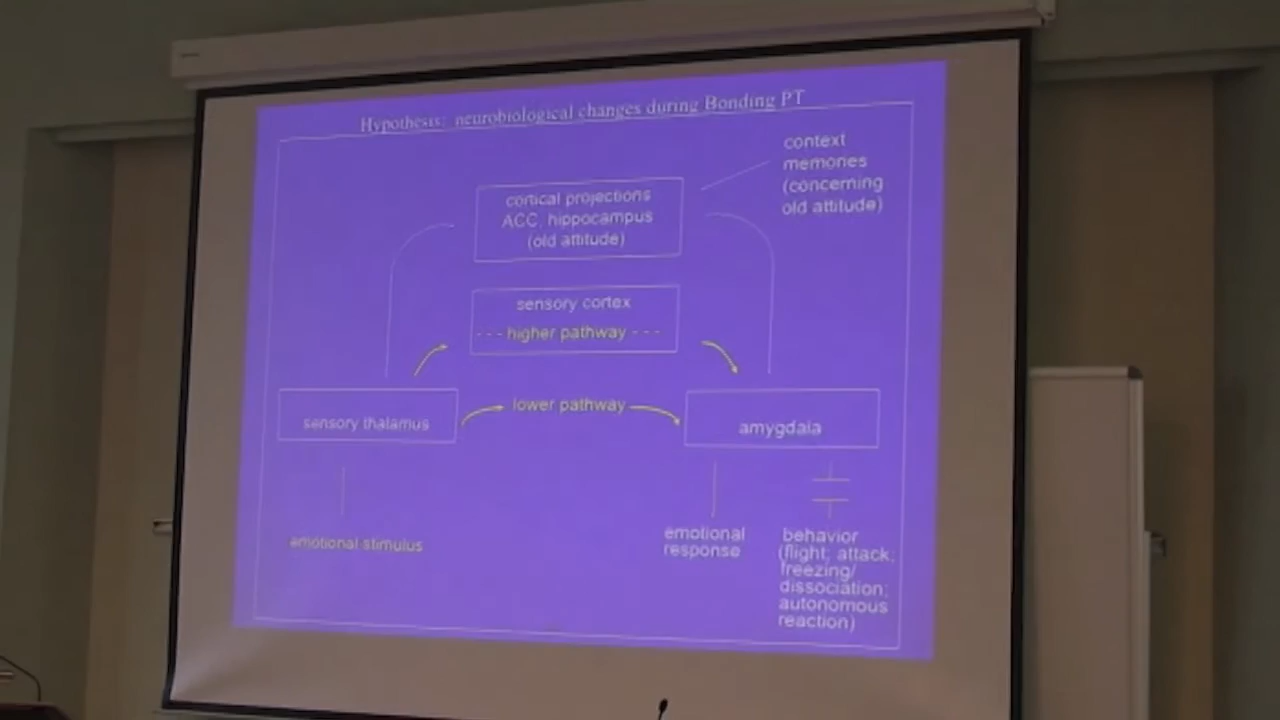 Hypothesis: neurobiological changes during Bonding PT
context
memories
(concerning
old attitude)
cortical projections
ACC, hippocampus
(old attitude)
sensory cortex
--- higher pathway ---
lower pathway
sensory thalamus
amygdala
emotional stimulus
emotional
response
behavior
(flight; attack;
freezing/
dissociation;
autonomous
reaction)